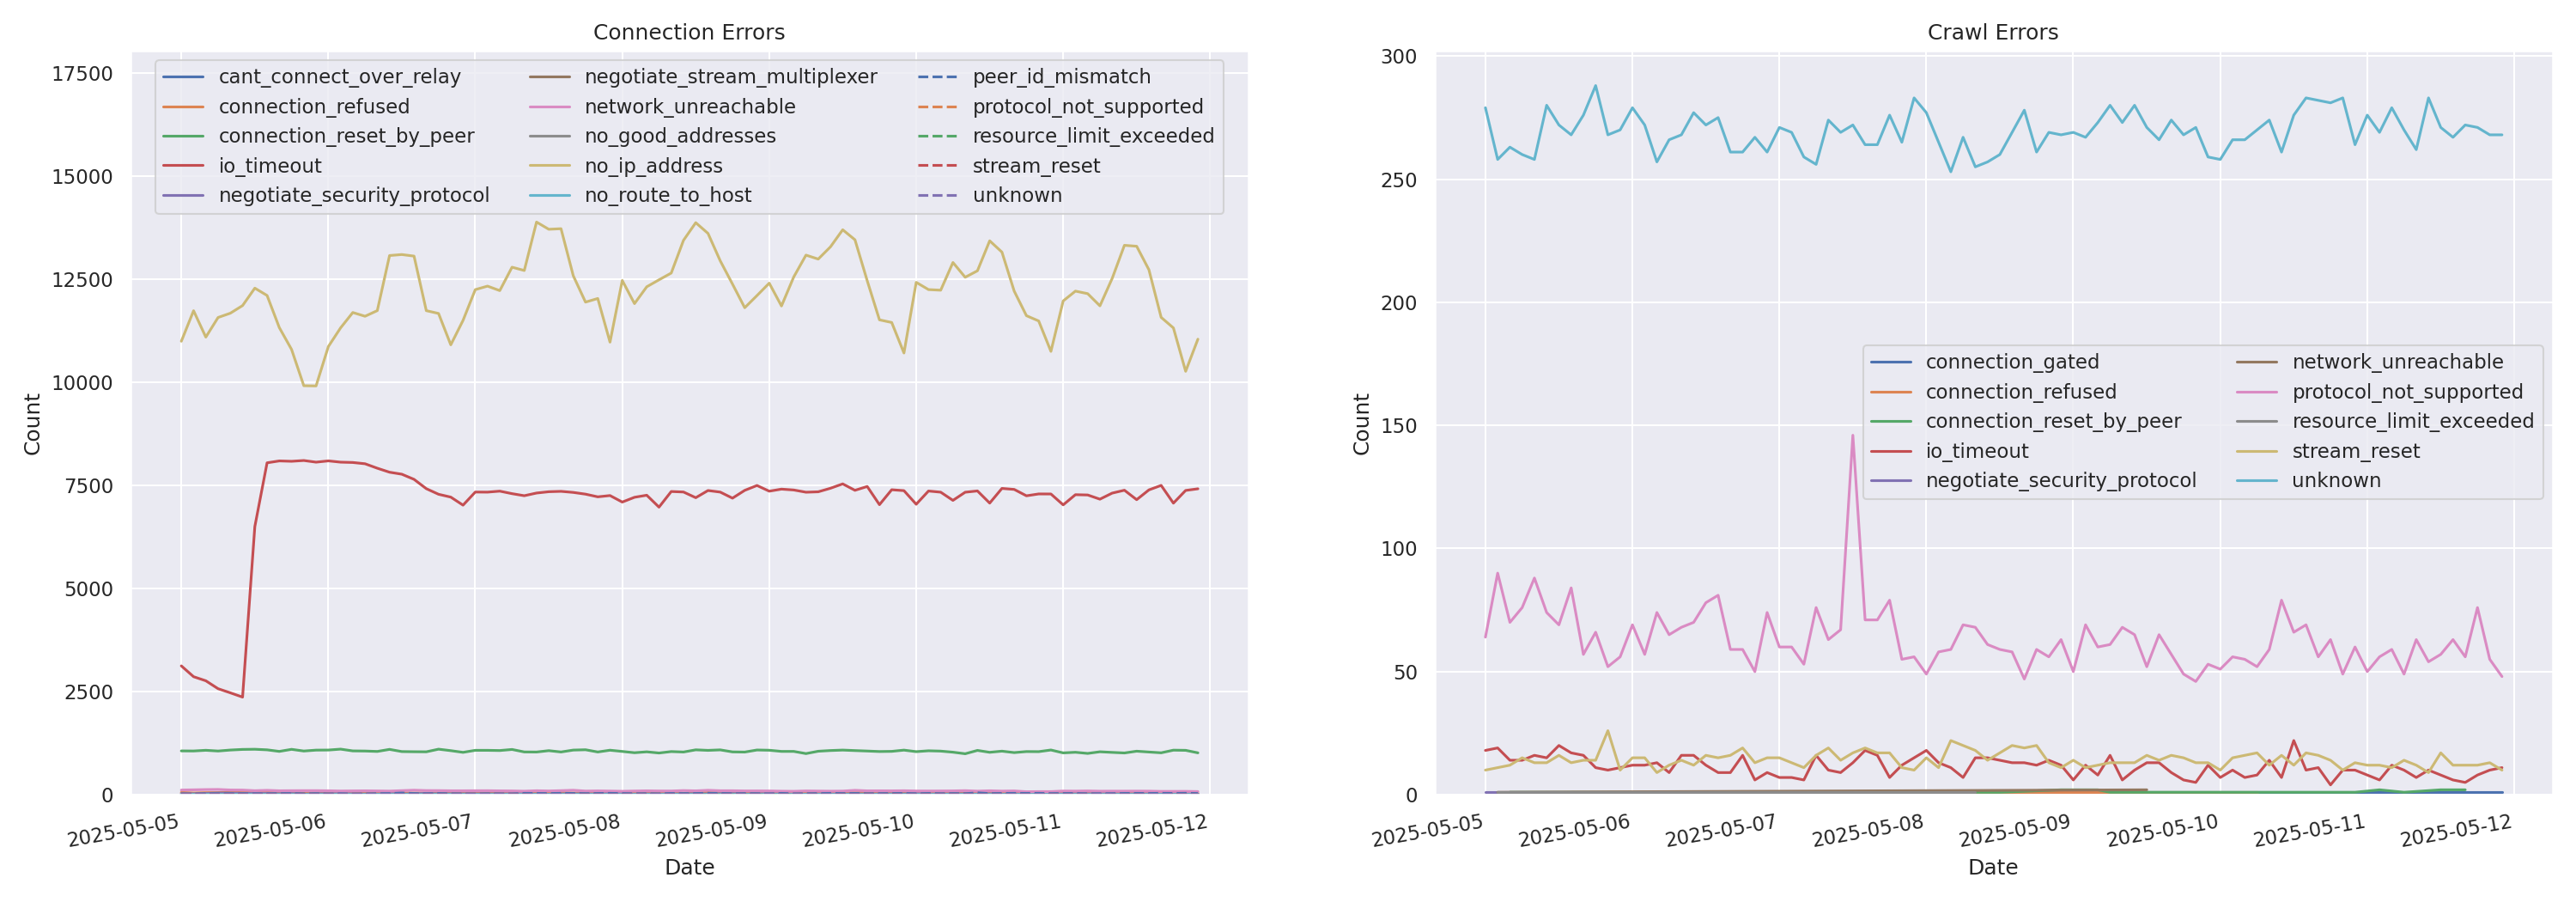 Connection Errors
17500
15000
12500
10000
7500
5000
2500
0
Count
cant_connect_over_relay
connection_refused
connection_reset_by_peer
io_timeout
negotiate_security_protocol
negotiate_stream_multiplexer
network_unreachable
no_good_addresses
no_ip_address
no_route_to_host
peer_id_mismatch
protocol_not_supported
resource_limit_exceeded
stream_reset
unknown
2025-05-05
2025-05-06
2025-05-07
2025-05-08
2025-05-09
2025-05-10
2025-05-11
2025-05-12
Date
Crawl Errors
300
250
200
150
100
50
0
Count
connection_gated
connection_refused
connection_reset_by_peer
io_timeout
negotiate_security_protocol
network_unreachable
protocol_not_supported
resource_limit_exceeded
stream_reset
unknown
2025-05-05
2025-05-06
2025-05-07
2025-05-08
2025-05-09
2025-05-10
2025-05-11
2025-05-12
Date